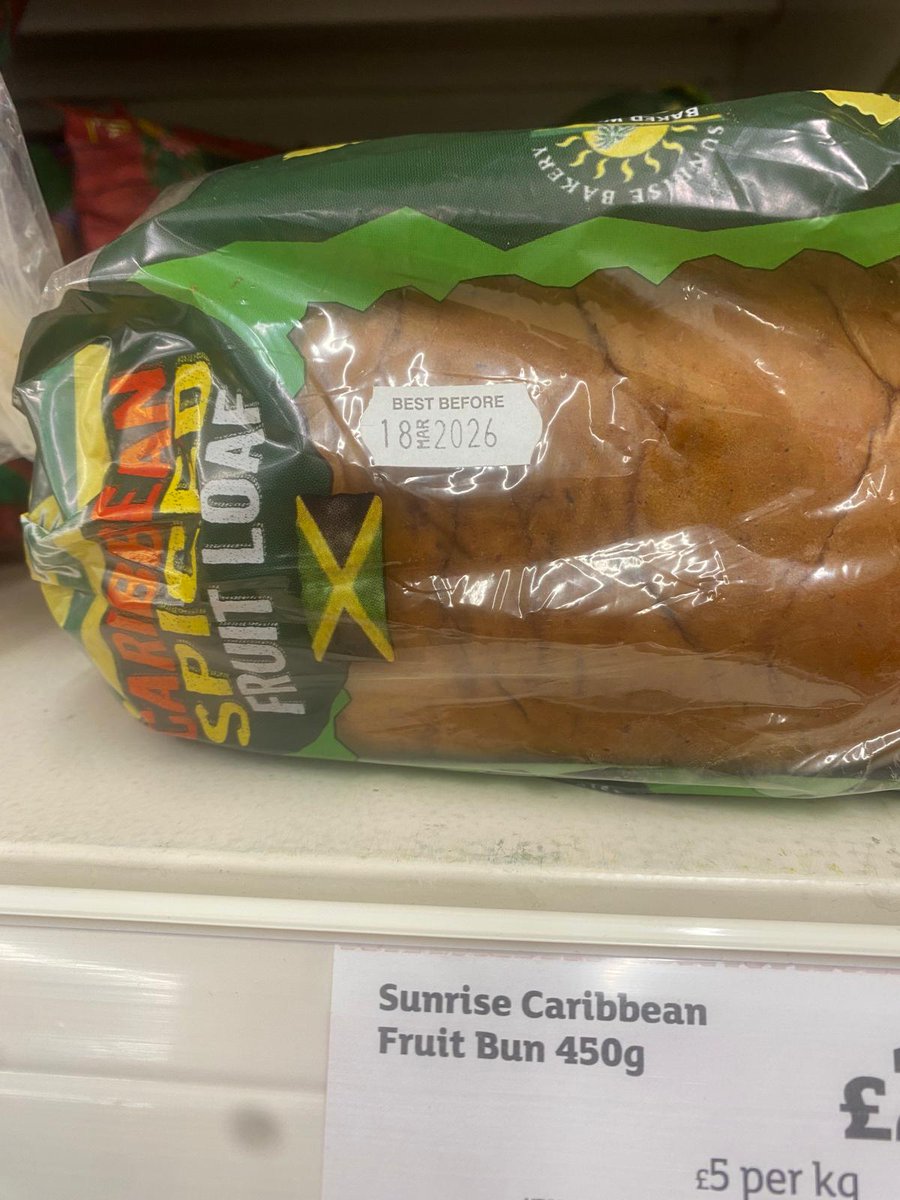 SUNRISE BAKERY
BAKED
BEST BEFORE
18 MAR 2026
CARIBBEAN
SPICED
FRUIT LOAF
Sunrise Caribbean
Fruit Bun 450g
£
£5 per kg